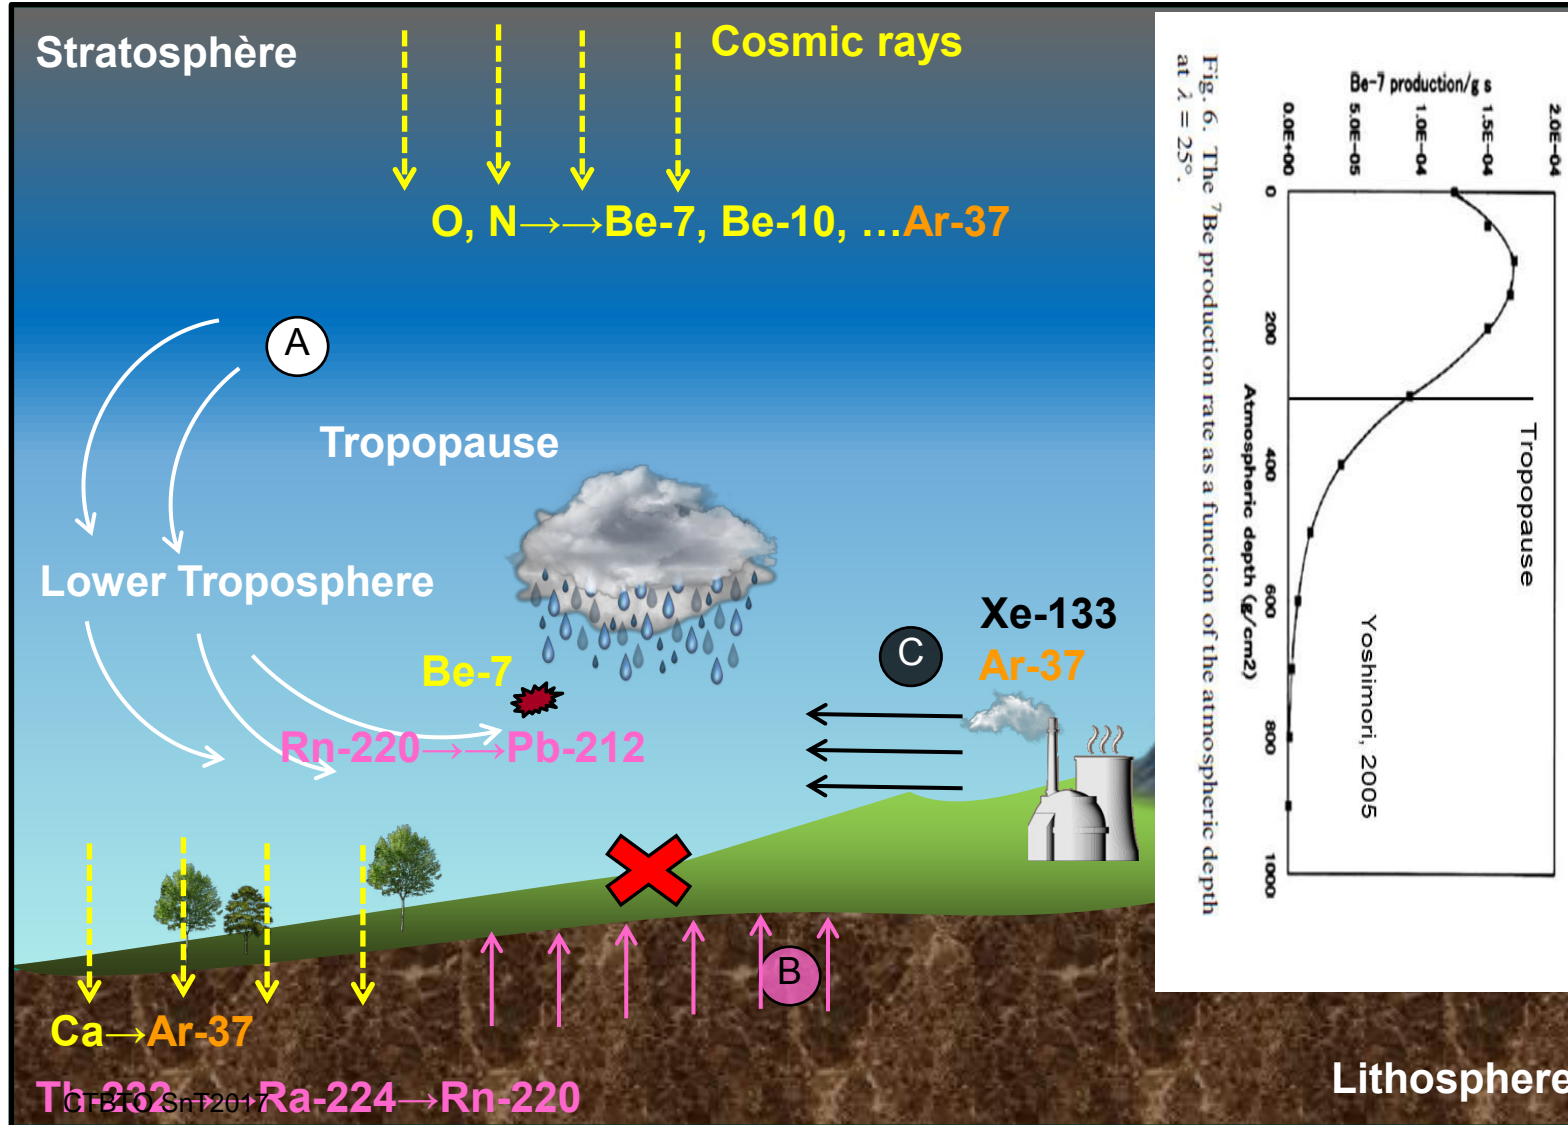 Stratosphère
Cosmic rays
O, N→→Be-7, Be-10, …Ar-37
A
Tropopause
Lower Troposphere
Be-7
Rn-220→→Pb-212
C
Xe-133
Ar-37
B
Ca→Ar-37
Th-232→→Ra-224→Rn-220
CTBTO SnT2017
Lithosphere
Be-7 production/g s
2.0E-04
1.5E-04
1.0E-04
5.0E-05
0.0E+00
0
200
400
600
800
1000
Atmospheric depth (g/cm2)
Tropopause
Yoshimori, 2005
Fig. 6. The ⁷Be production rate as a function of the atmospheric depth
at λ = 25°.